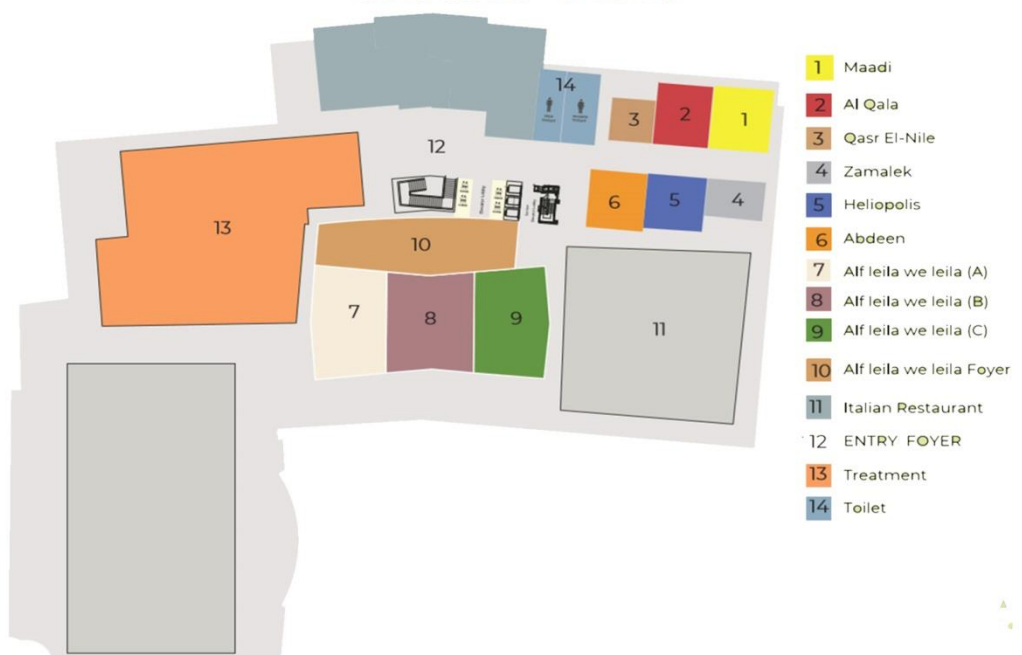 14
3
2
1
12
6
5
4
13
10
7
8
9
11
1 Maadi
2 Al Qala
3 Qasr El-Nile
4 Zamalek
5 Heliopolis
6 Abdeen
7 Alf leila we leila (A)
8 Alf leila we leila (B)
9 Alf leila we leila (C)
10 Alf leila we leila Foyer
11 Italian Restaurant
12 ENTRY FOYER
13 Treatment
14 Toilet